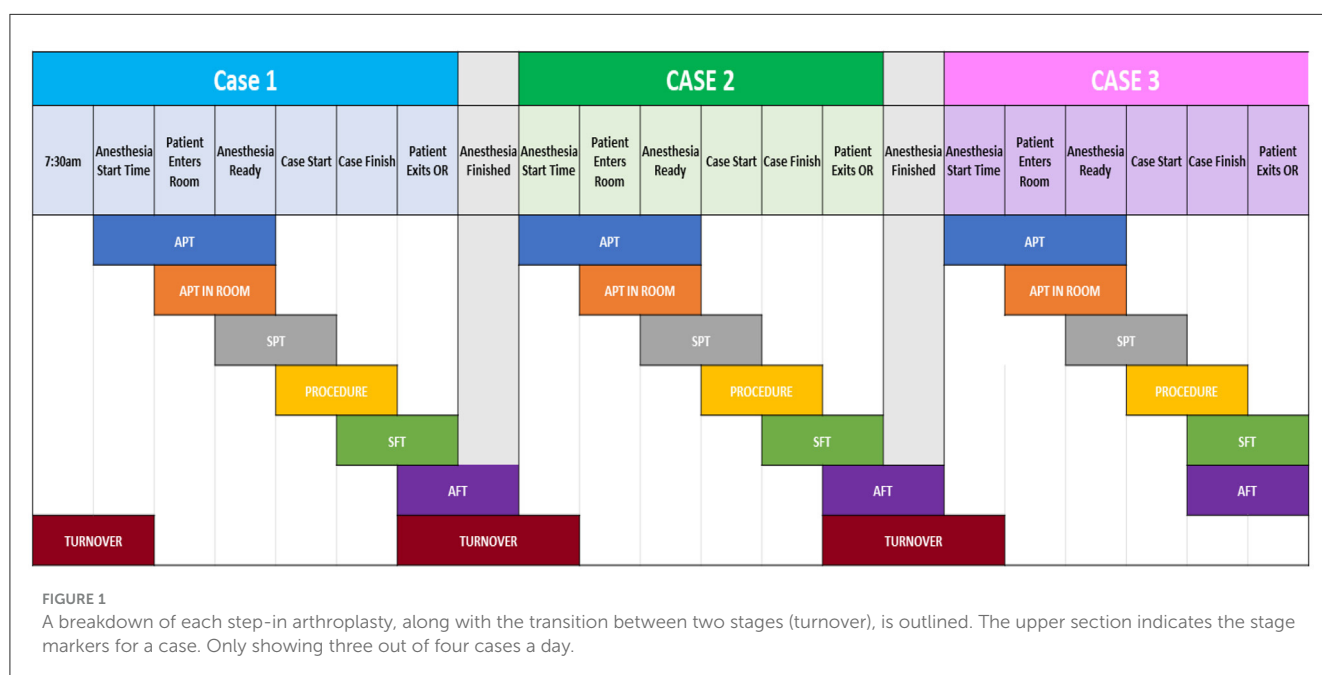 Case 1
CASE 2
CASE 3
7:30am
Anesthesia
Start Time
Patient
Enters
Room
Anesthesia
Ready
Case Start
Case Finish
Patient
Exits OR
Anesthesia
Finished
Anesthesia
Start Time
Patient
Enters
Room
Anesthesia
Ready
Case Start
Case Finish
Patient
Exits OR
Anesthesia
Finished
Anesthesia
Start Time
Patient
Enters
Room
Anesthesia
Ready
Case Start
Case Finish
Patient
Exits OR
APT
APT
APT
APT IN ROOM
APT IN ROOM
APT IN ROOM
SPT
SPT
SPT
PROCEDURE
PROCEDURE
PROCEDURE
SFT
SFT
SFT
AFT
AFT
AFT
TURNOVER
TURNOVER
TURNOVER
FIGURE 1
A breakdown of each step-in arthroplasty, along with the transition between two stages (turnover), is outlined. The upper section indicates the stage
markers for a case. Only showing three out of four cases a day.